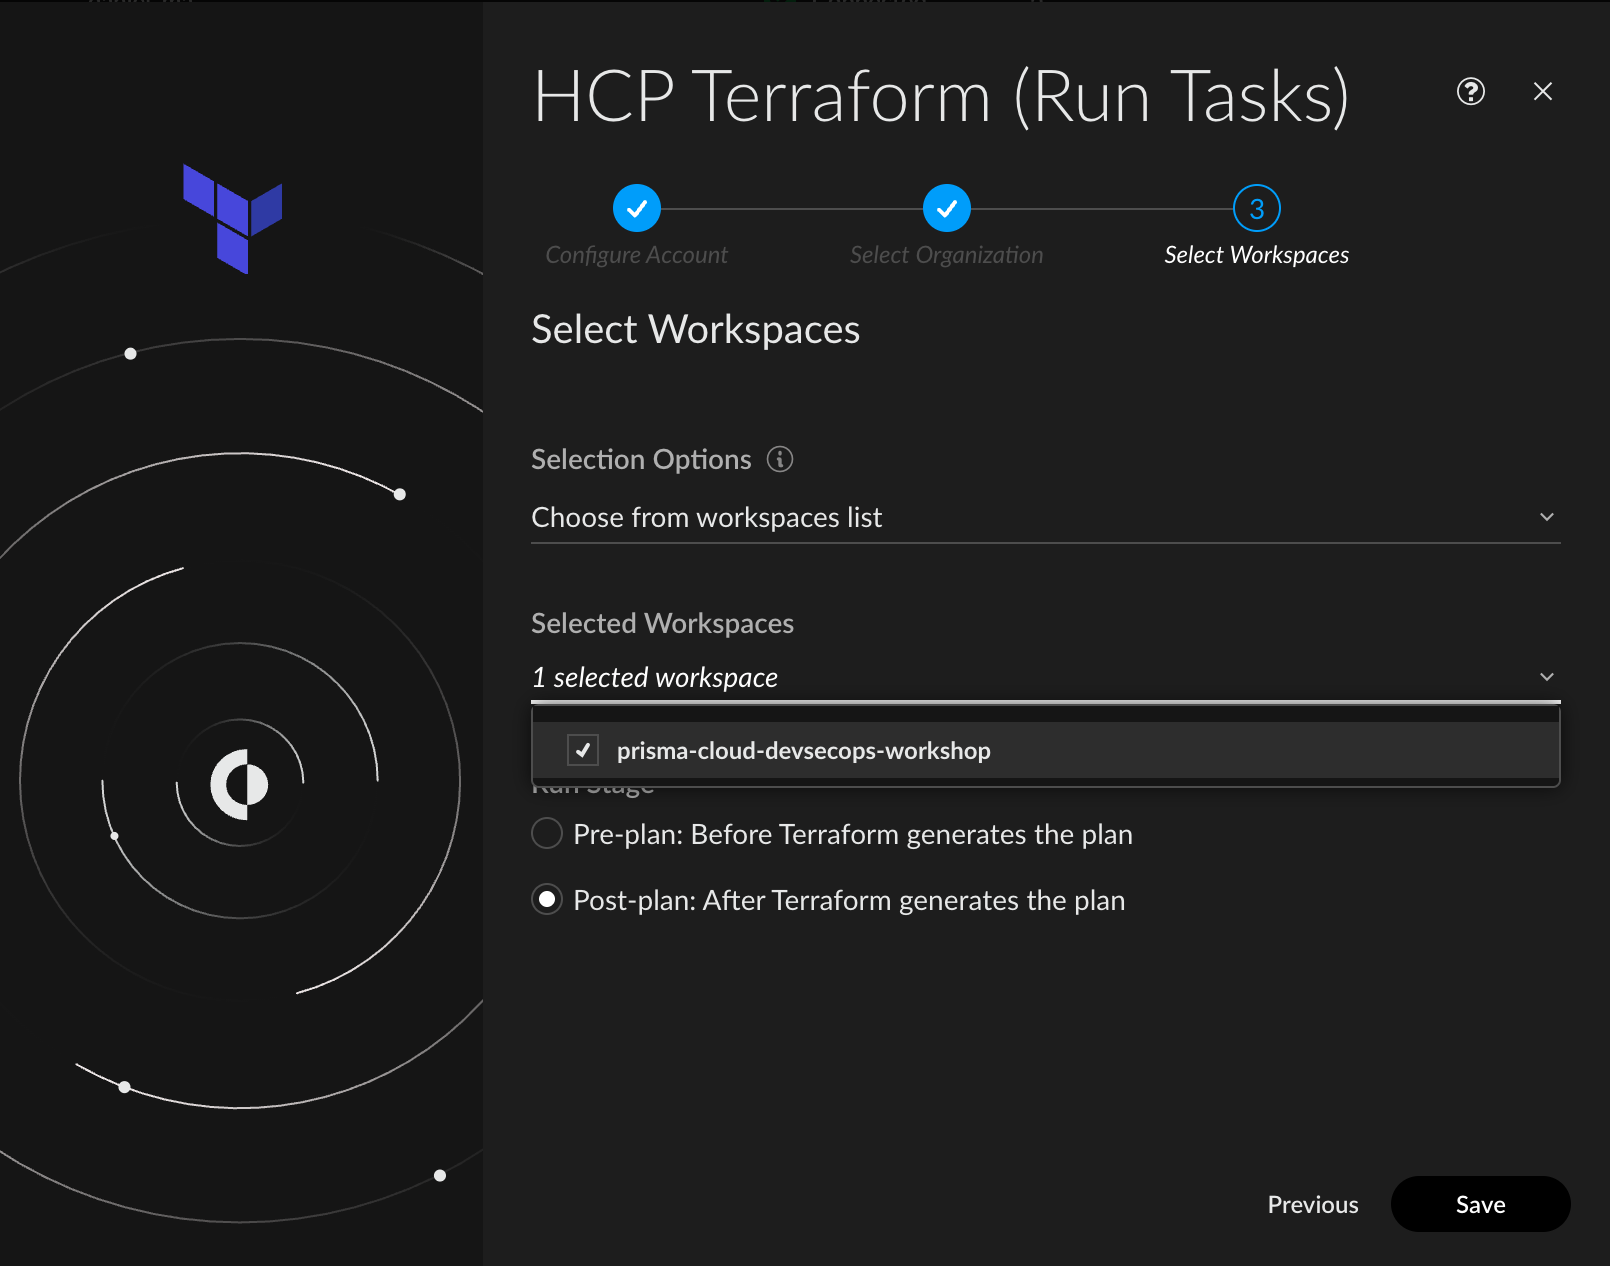 HCP Terraform (Run Tasks)
3
Configure Account
Select Organization
Select Workspaces
Select Workspaces
Selection Options
Choose from workspaces list
Selected Workspaces
1 selected workspace
prisma-cloud-devsecops-workshop
Run Stage
Pre-plan: Before Terraform generates the plan
Post-plan: After Terraform generates the plan
Previous
Save